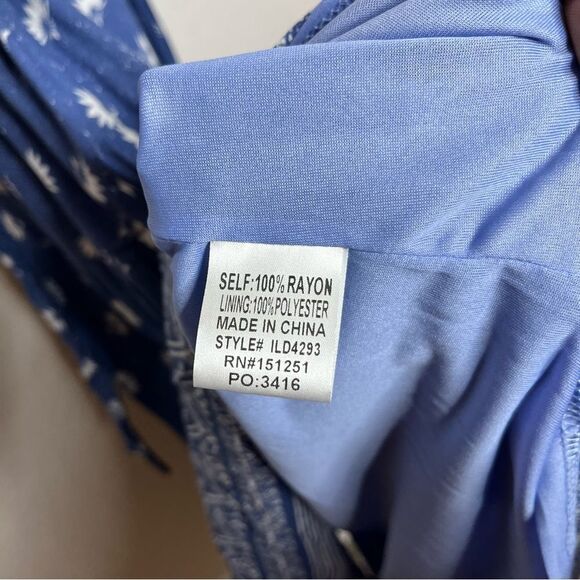 SELF:100% RAYON
LINING:100%POLYESTER
MADE IN CHINA
STYLE# ILD4293
RN#151251
PO:3416